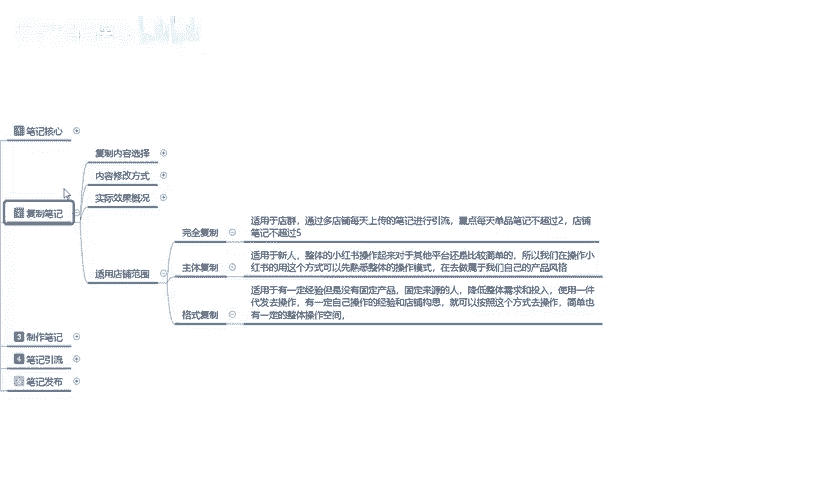 笔记核心
复制内容选择
内容修改方式
实际效果概况
复制笔记
适用店铺范围
完全复制
适用于店群,通过多店铺每天上传的笔记进行引流,重点每天单品笔记不超过2,店铺
笔记不超过5
主体复制
适用于新人,整体的小红书操作起来对于其他平台还是比较简单的,所以我们在操作小
红书的用这个方式可以先熟悉整体的操作模式,在去做属于我们自己的产品风格
格式复制
适用于有一定经验但是没有固定产品,固定来源的人,降低整体需求和投入,使用一件
代发去操作,有一定自己操作的经验和店铺构思,就可以按照这个方式去操作,简单也
有一定的整体操作空间,
3 制作笔记
4 笔记引流
笔记发布